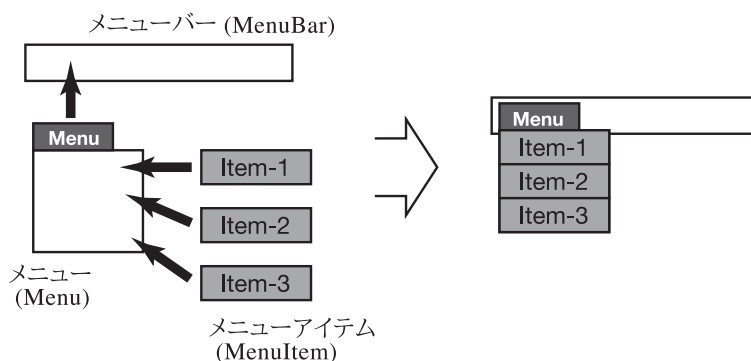 メニューバー (MenuBar)
Menu
Item-1
Item-2
Item-3
メニュー
(Menu)
メニューアイテム
(MenuItem)
Menu
Item-1
Item-2
Item-3